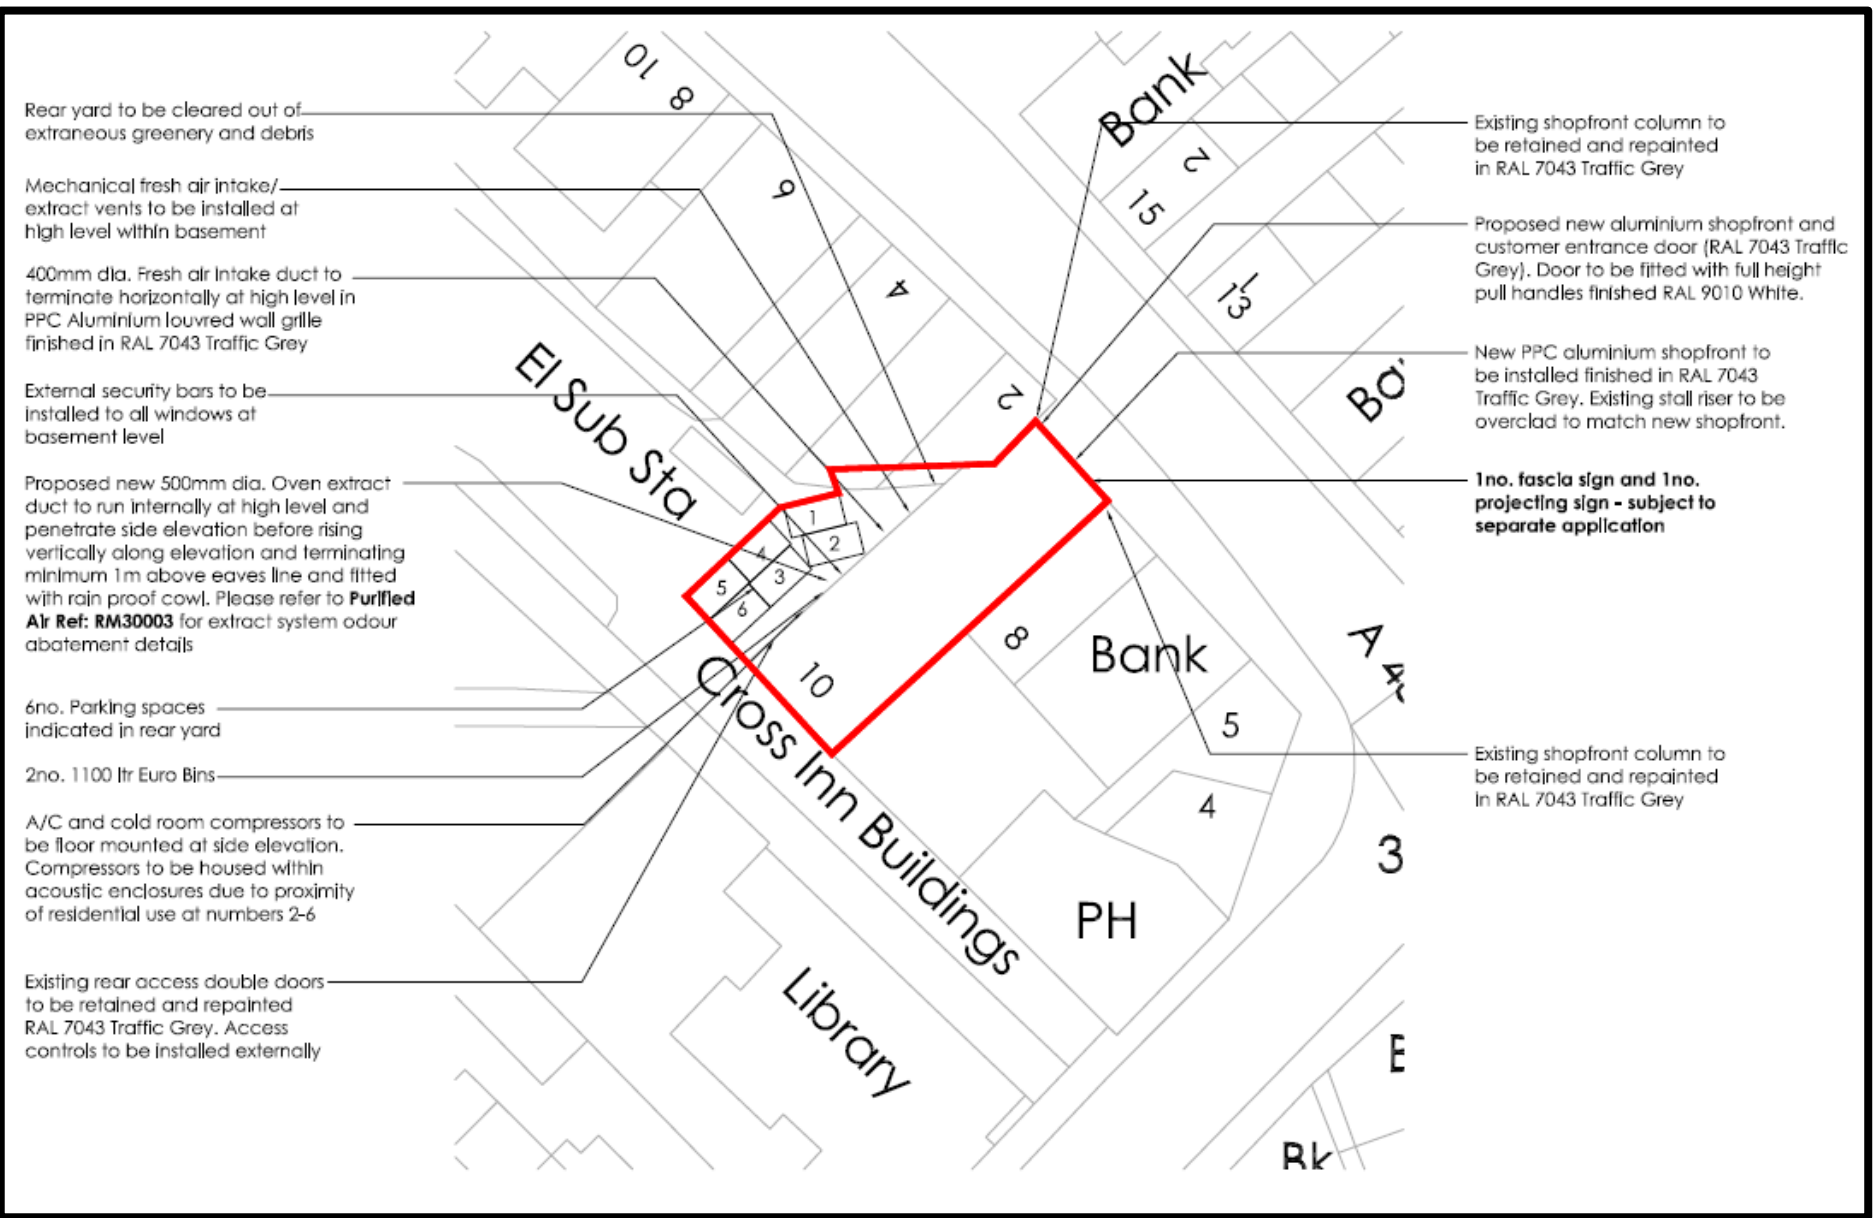 Rear yard to be cleared out of
extraneous greenery and debris
Mechanical fresh air intake/
extract vents to be installed at
high level within basement
400mm dia. Fresh air intake duct to
terminate horizontally at high level in
PPC Aluminium louvred wall grille
finished in RAL 7043 Traffic Grey
External security bars to be
installed to all windows at
basement level
Proposed new 500mm dia. Oven extract
duct to run internally at high level and
penetrate side elevation before rising
vertically along elevation and terminating
minimum 1m above eaves line and fitted
with rain proof cowl. Please refer to Purified
Air Ref: RM30003 for extract system odour
abatement details
6no. Parking spaces
indicated in rear yard
2no. 1100 ltr Euro Bins
A/C and cold room compressors to
be floor mounted at side elevation.
Compressors to be housed within
acoustic enclosures due to proximity
of residential use at numbers 2-6
Existing rear access double doors
to be retained and repainted
RAL 7043 Traffic Grey. Access
controls to be installed externally
10
8
6
4
2
El Sub Sta
1
2
3
4
5
6
10
Cross Inn Buildings
Library
Bank
2
15
1
13
8
Bank
5
4
PH
A 4
3
Bk
Existing shopfront column to
be retained and repainted
in RAL 7043 Traffic Grey
Proposed new aluminium shopfront and
customer entrance door (RAL 7043 Traffic
Grey). Door to be fitted with full height
pull handles finished RAL 9010 White.
New PPC aluminium shopfront to
be installed finished in RAL 7043
Traffic Grey. Existing stall riser to be
overclad to match new shopfront.
1no. fascia sign and 1no.
projecting sign - subject to
separate application
Existing shopfront column to
be retained and repainted
in RAL 7043 Traffic Grey